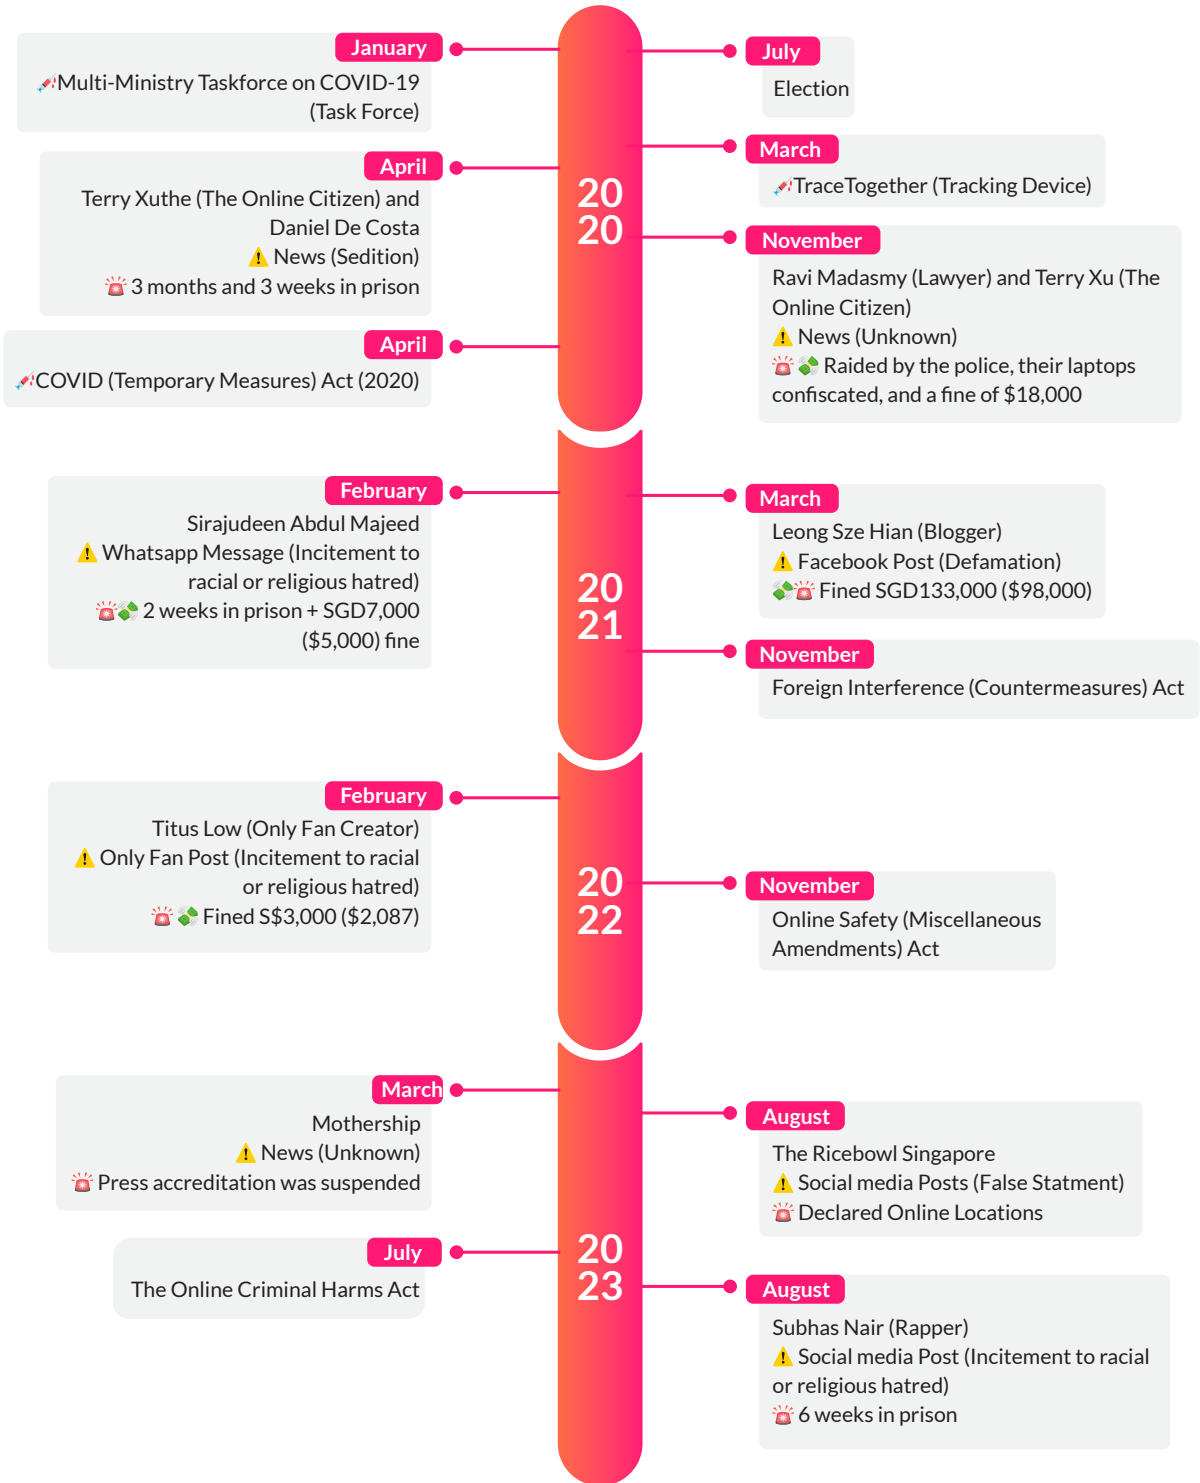 January
Multi-Ministry Taskforce on COVID-19
(Task Force)
July
Election
March
TraceTogether (Tracking Device)
April
Terry Xuthe (The Online Citizen) and
Daniel De Costa
⚠️ News (Sedition)
🚨 3 months and 3 weeks in prison
20
20
November
Ravi Madasmy (Lawyer) and Terry Xu (The
Online Citizen)
⚠️ News (Unknown)
🚨💸 Raided by the police, their laptops
confiscated, and a fine of $18,000
April
COVID (Temporary Measures) Act (2020)
February
Sirajudeen Abdul Majeed
⚠️ Whatsapp Message (Incitement to
racial or religious hatred)
🚨💸 2 weeks in prison + SGD7,000
($5,000) fine
March
Leong Sze Hian (Blogger)
⚠️ Facebook Post (Defamation)
💸🚨 Fined SGD133,000 ($98,000)
20
21
November
Foreign Interference (Countermeasures) Act
February
Titus Low (Only Fan Creator)
⚠️ Only Fan Post (Incitement to racial
or religious hatred)
🚨💸 Fined S$3,000 ($2,087)
20
22
November
Online Safety (Miscellaneous
Amendments) Act
March
Mothership
⚠️ News (Unknown)
🚨 Press accreditation was suspended
August
The Ricebowl Singapore
⚠️ Social media Posts (False Statment)
🚨 Declared Online Locations
July
The Online Criminal Harms Act
20
23
August
Subhas Nair (Rapper)
⚠️ Social media Post (Incitement to racial
or religious hatred)
🚨 6 weeks in prison